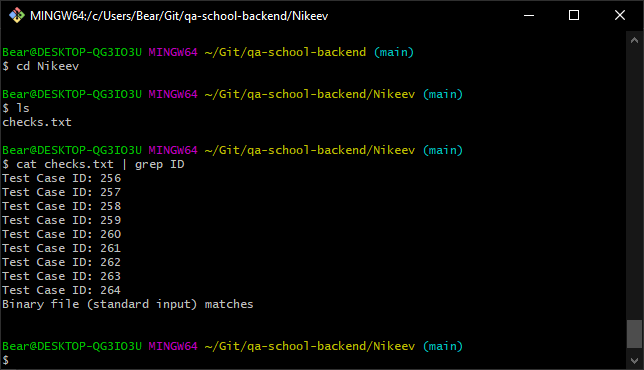 MINGW64:/c/Users/Bear/Git/qa-school-backend/Nikeev
Bear@DESKTOP-QG3IO3U MINGW64 ~/Git/qa-school-backend (main)
$ cd Nikeev
Bear@DESKTOP-QG3IO3U MINGW64 ~/Git/qa-school-backend/Nikeev (main)
$ ls
checks.txt
Bear@DESKTOP-QG3IO3U MINGW64 ~/Git/qa-school-backend/Nikeev (main)
$ cat checks.txt | grep ID
Test Case ID: 256
Test Case ID: 257
Test Case ID: 258
Test Case ID: 259
Test Case ID: 260
Test Case ID: 261
Test Case ID: 262
Test Case ID: 263
Test Case ID: 264
Binary file (standard input) matches
Bear@DESKTOP-QG3IO3U MINGW64 ~/Git/qa-school-backend/Nikeev (main)
$